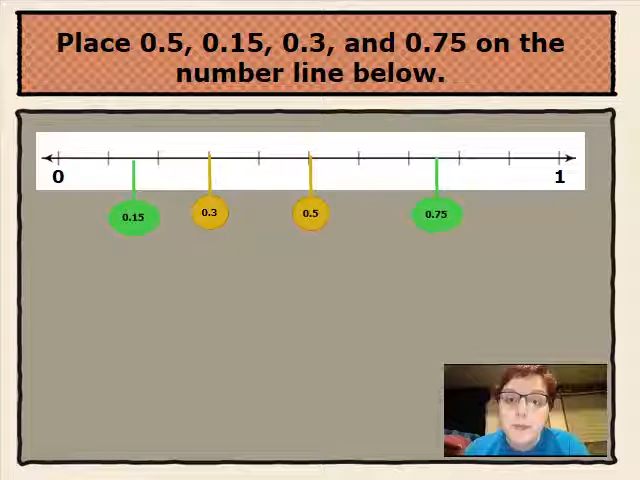 Place 0.5, 0.15, 0.3, and 0.75 on the
number line below.
0 1
0.15 0.3 0.5 0.75